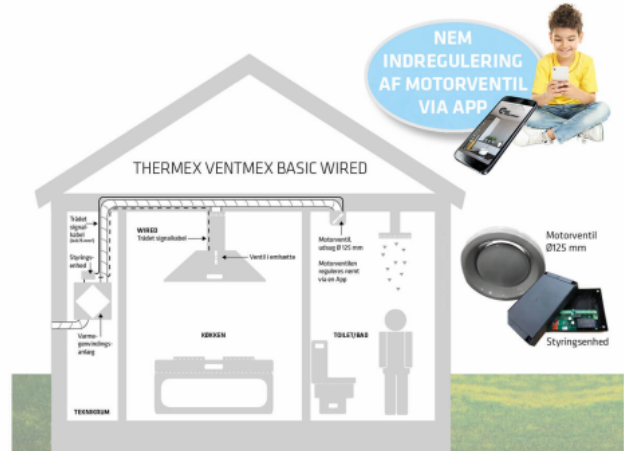 NEM
INDREGULERING
AF MOTORVENTIL
VIA APP
THERMEX VENTMEX BASIC WIRED
Trådet
signal-
kabel
Styrings-
enhed
WIRED
Trådet signalkabel
Ventil i emhætte
Motorventil,
udsug Ø 125 mm
Motorventilen
reguleres nemt
via en App
Motorventil
Ø125 mm
Styringsenhed
Varme-
genvindings-
anlæg
KØKKEN
TOILET/BAD
TEKNIKRUM